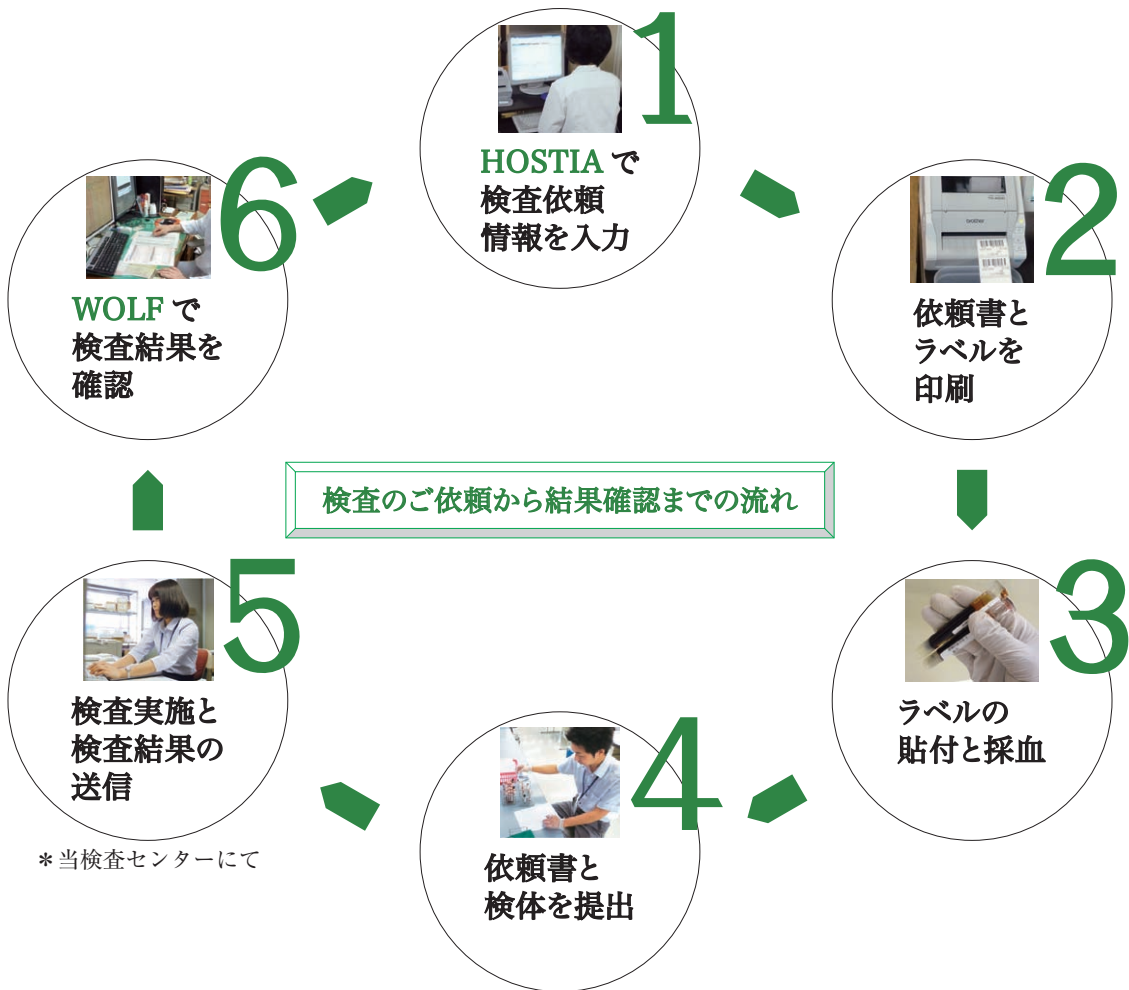 1
HOSTIA で
検査依頼
情報を入力
2
依頼書と
ラベルを
印刷
3
ラベルの
貼付と採血
4
依頼書と
検体を提出
5
検査実施と
検査結果の
送信
＊当検査センターにて
6
WOLF で
検査結果を
確認
検査のご依頼から結果確認までの流れ
brother